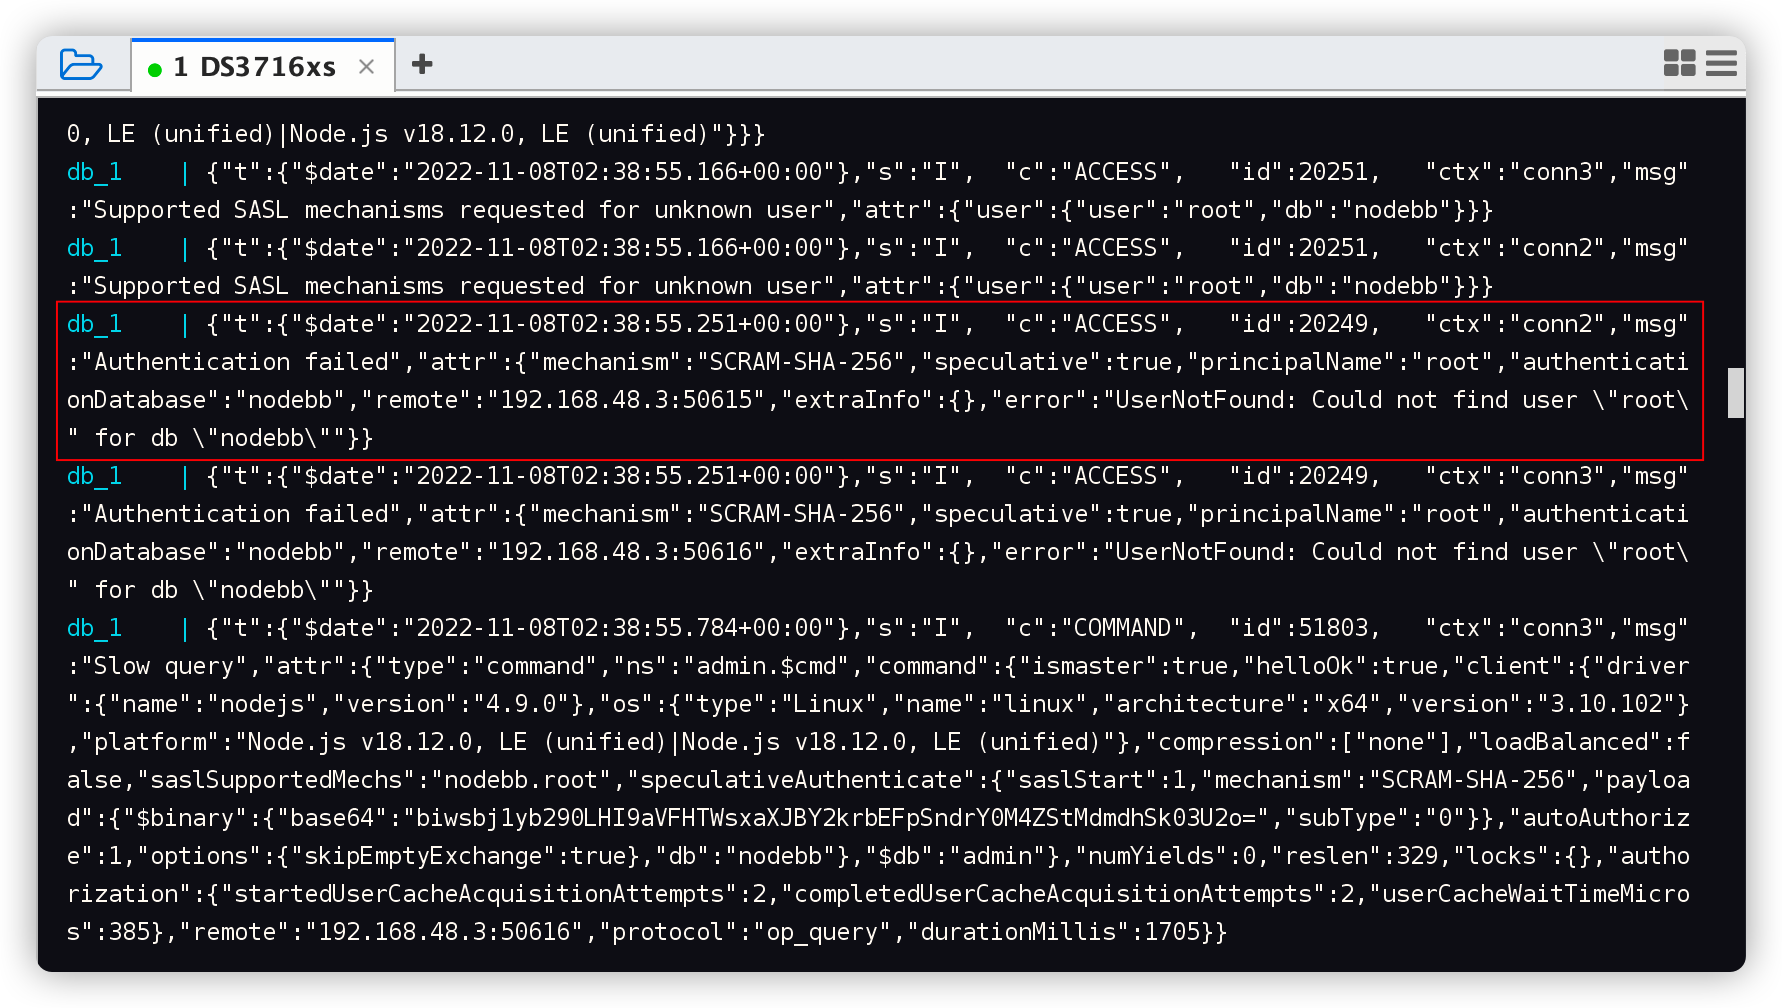 1 DS3716xs
0, LE (unified)|Node.js v18.12.0, LE (unified)"}}}
db_1    | {"t":{"$date":"2022-11-08T02:38:55.166+00:00"},"s":"I",  "c":"ACCESS",   "id":20251,   "ctx":"conn3","msg"
:"Supported SASL mechanisms requested for unknown user","attr":{"user":{"user":"root","db":"nodebb"}}}
db_1    | {"t":{"$date":"2022-11-08T02:38:55.166+00:00"},"s":"I",  "c":"ACCESS",   "id":20251,   "ctx":"conn2","msg"
:"Supported SASL mechanisms requested for unknown user","attr":{"user":{"user":"root","db":"nodebb"}}}
db_1    | {"t":{"$date":"2022-11-08T02:38:55.251+00:00"},"s":"I",  "c":"ACCESS",   "id":20249,   "ctx":"conn2","msg"
:"Authentication failed","attr":{"mechanism":"SCRAM-SHA-256","speculative":true,"principalName":"root","authenticati
onDatabase":"nodebb","remote":"192.168.48.3:50615","extraInfo":{},"error":"UserNotFound: Could not find user \"root\
" for db \"nodebb\""}}
db_1    | {"t":{"$date":"2022-11-08T02:38:55.251+00:00"},"s":"I",  "c":"ACCESS",   "id":20249,   "ctx":"conn3","msg"
:"Authentication failed","attr":{"mechanism":"SCRAM-SHA-256","speculative":true,"principalName":"root","authenticati
onDatabase":"nodebb","remote":"192.168.48.3:50616","extraInfo":{},"error":"UserNotFound: Could not find user \"root\
" for db \"nodebb\""}}
db_1    | {"t":{"$date":"2022-11-08T02:38:55.784+00:00"},"s":"I",  "c":"COMMAND",  "id":51803,   "ctx":"conn3","msg"
:"Slow query","attr":{"type":"command","ns":"admin.$cmd","command":{"ismaster":true,"helloOk":true,"client":{"driver
":{"name":"nodejs","version":"4.9.0"},"os":{"type":"Linux","name":"linux","architecture":"x64","version":"3.10.102"}
,"platform":"Node.js v18.12.0, LE (unified)|Node.js v18.12.0, LE (unified)"},"compression":["none"],"loadBalanced":f
alse,"saslSupportedMechs":"nodebb.root","speculativeAuthenticate":{"saslStart":1,"mechanism":"SCRAM-SHA-256","payloa
d":{"$binary":{"base64":"biwsbj1yb290LHI9aVFHTWsxaXJBY2krbEFpSndrY0M4ZStMdmdhSk03U2o=","subType":"0"}},"autoAuthoriz
e":1,"options":{"skipEmptyExchange":true},"db":"nodebb"},"$db":"admin"},"numYields":0,"reslen":329,"locks":{},"autho
rization":{"startedUserCacheAcquisitionAttempts":2,"completedUserCacheAcquisitionAttempts":2,"userCacheWaitTimeMicro
s":385},"remote":"192.168.48.3:50616","protocol":"op_query","durationMillis":1705}}